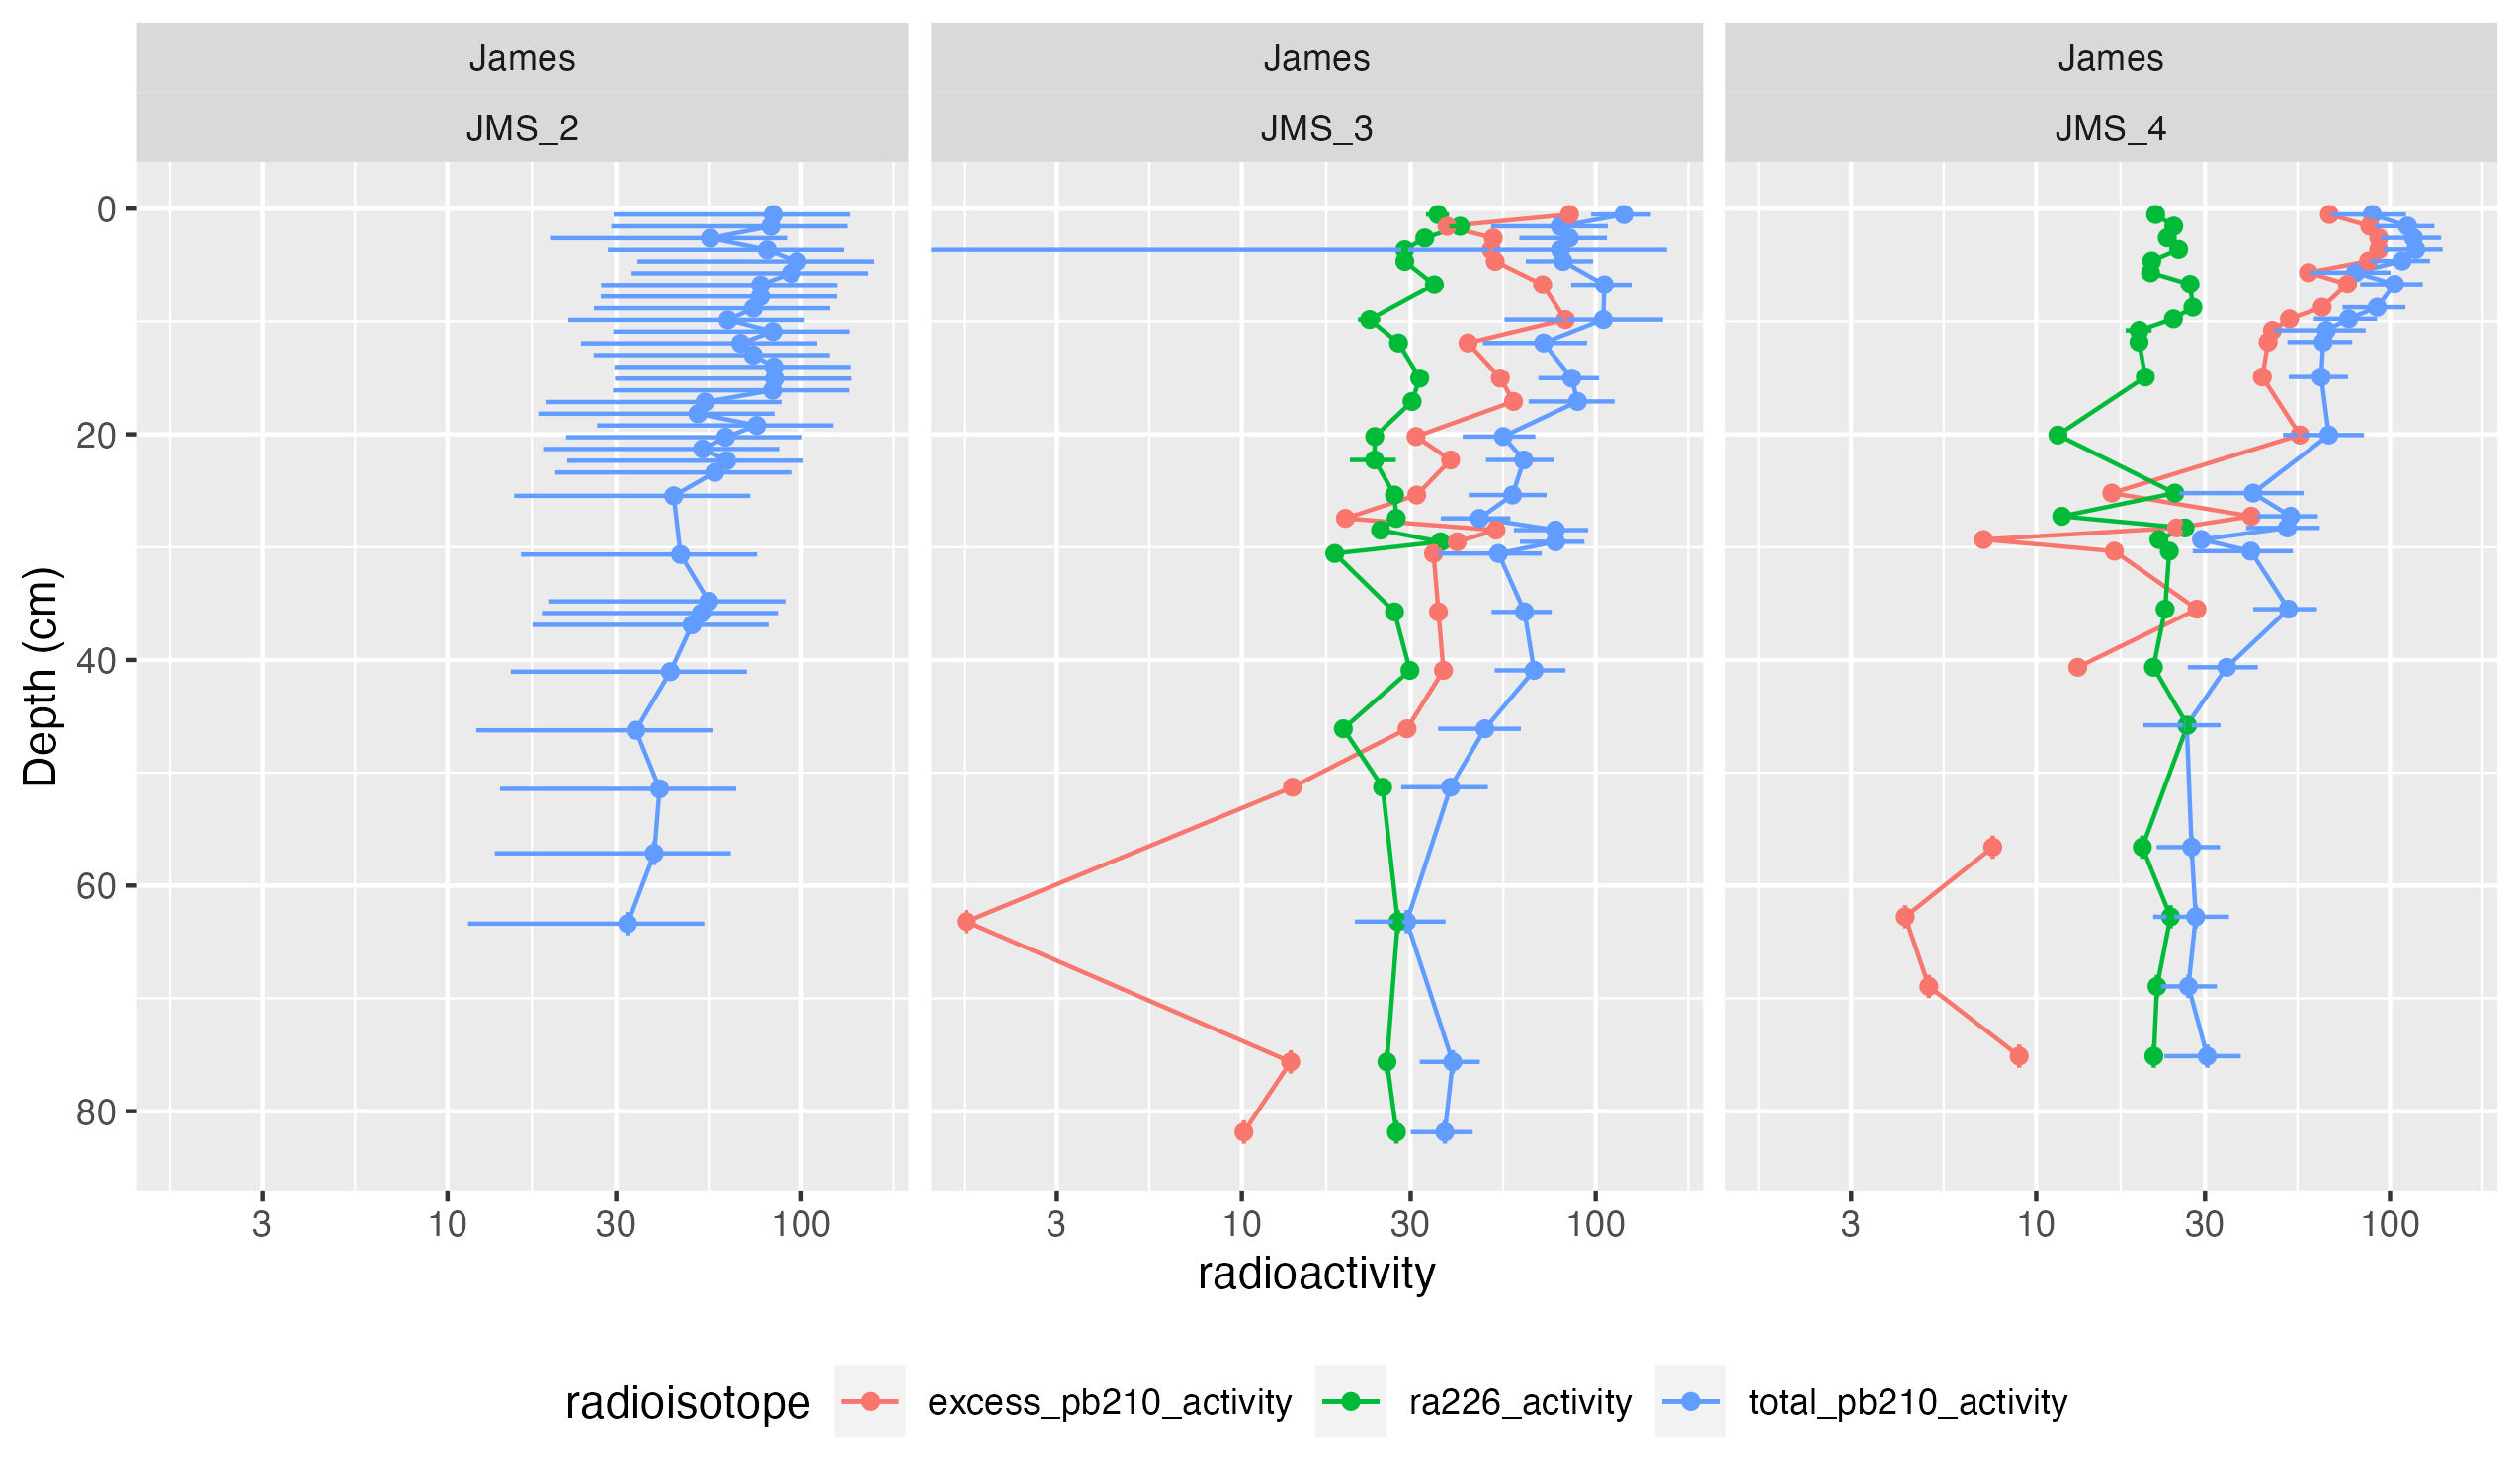 James James James
JMS_2 JMS_3 JMS_4
0
20
40
60
80
Depth (cm)
3 10 30 100 3 10 30 100 3 10 30 100
radioactivity
radioisotope excess_pb210_activity ra226_activity total_pb210_activity